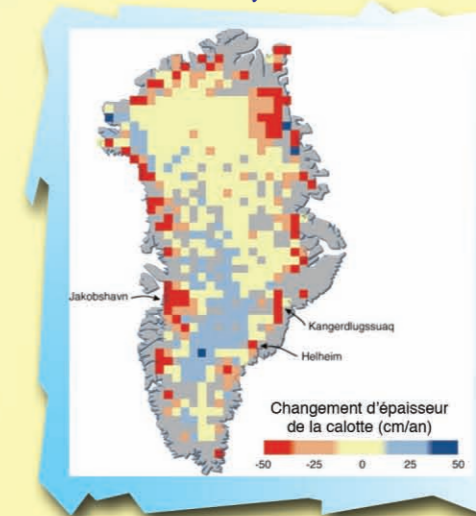 Jakobshavn
Kangerdlugssuaq
Helheim
Changement d'épaisseur
de la calotte (cm/an)
-50 -25 0 25 50